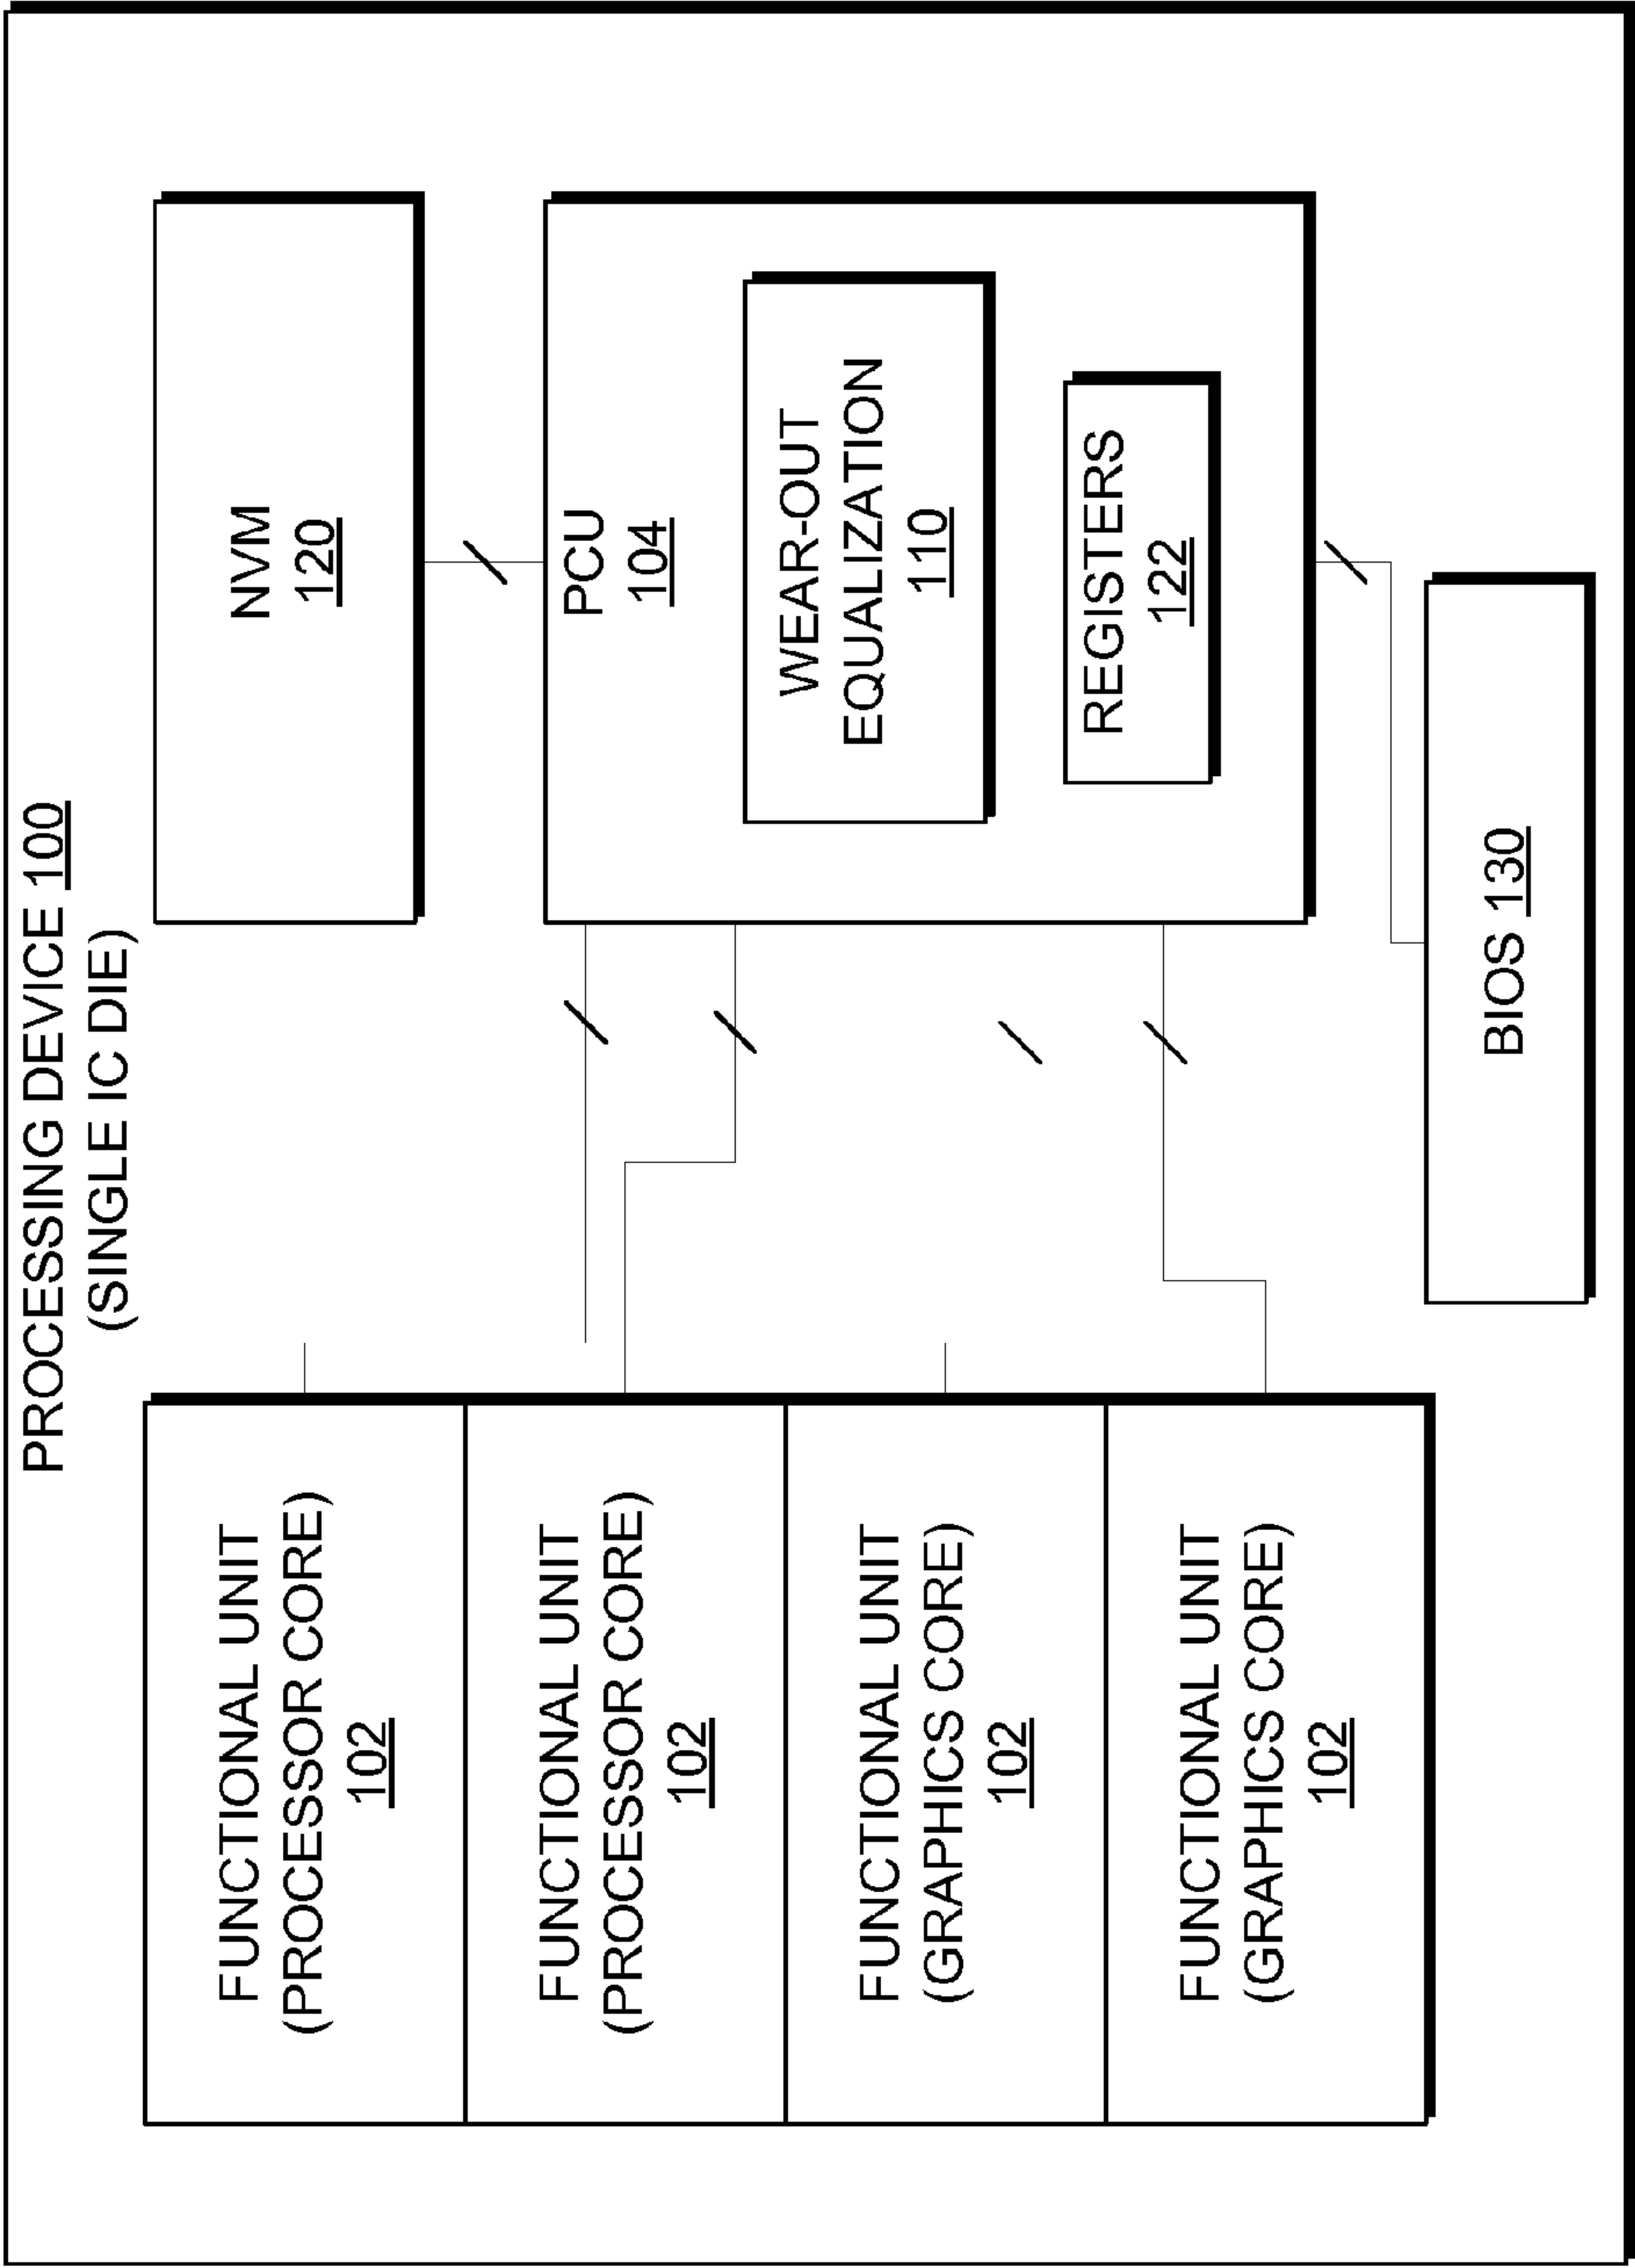 PROCESSING DEVICE 100
(SINGLE IC DIE)
FUNCTIONAL UNIT
(PROCESSOR CORE)
102
FUNCTIONAL UNIT
(PROCESSOR CORE)
102
FUNCTIONAL UNIT
(GRAPHICS CORE)
102
FUNCTIONAL UNIT
(GRAPHICS CORE)
102
NVM
120
PCU
104
WEAR-OUT
EQUALIZATION
110
REGISTERS
122
BIOS 130